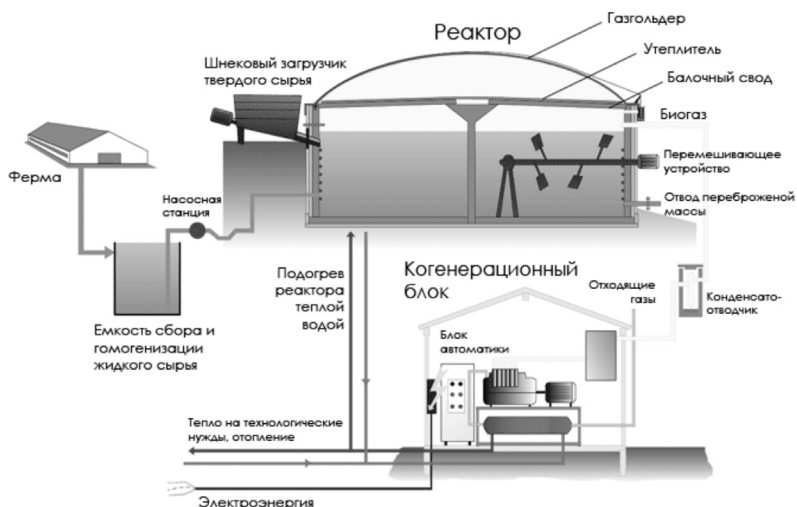 Газгольдер
Реактор
Утеплитель
Шнековый загрузчик
твердого сырья
Балочный свод
Биогаз
Ферма
Перемешивающее
устройство
Насосная
станция
Отвод переброженой
массы
Подогрев
реактора
теплой
водой
Когенерационный
блок
Отходящие
газы
Конденсато-
отводчик
Емкость сбора и
гомогенизации
жидкого сырья
Блок
автоматики
Тепло на технологические
нужды, отопление
Электроэнергия